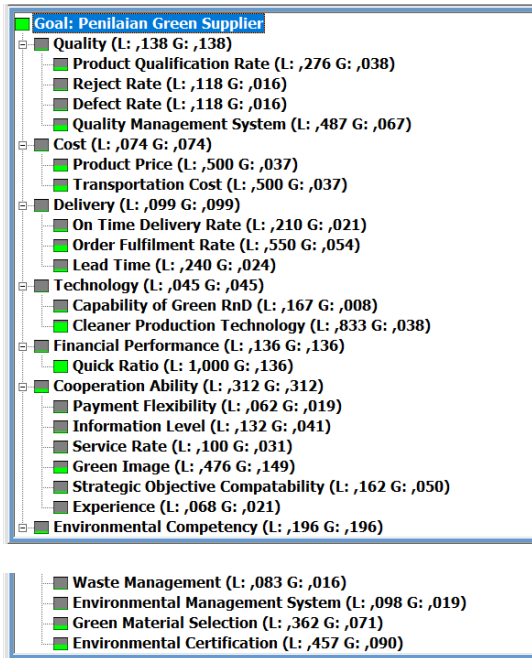 Goal: Penilaian Green Supplier
Quality (L: ,138 G: ,138)
Product Qualification Rate (L: ,276 G: ,038)
Reject Rate (L: ,118 G: ,016)
Defect Rate (L: ,118 G: ,016)
Quality Management System (L: ,487 G: ,067)
Cost (L: ,074 G: ,074)
Product Price (L: ,500 G: ,037)
Transportation Cost (L: ,500 G: ,037)
Delivery (L: ,099 G: ,099)
On Time Delivery Rate (L: ,210 G: ,021)
Order Fulfilment Rate (L: ,550 G: ,054)
Lead Time (L: ,240 G: ,024)
Technology (L: ,045 G: ,045)
Capability of Green RnD (L: ,167 G: ,008)
Cleaner Production Technology (L: ,833 G: ,038)
Financial Performance (L: ,136 G: ,136)
Quick Ratio (L: 1,000 G: ,136)
Cooperation Ability (L: ,312 G: ,312)
Payment Flexibility (L: ,062 G: ,019)
Information Level (L: ,132 G: ,041)
Service Rate (L: ,100 G: ,031)
Green Image (L: ,476 G: ,149)
Strategic Objective Compatability (L: ,162 G: ,050)
Experience (L: ,068 G: ,021)
Environmental Competency (L: ,196 G: ,196)
Waste Management (L: ,083 G: ,016)
Environmental Management System (L: ,098 G: ,019)
Green Material Selection (L: ,362 G: ,071)
Environmental Certification (L: ,457 G: ,090)